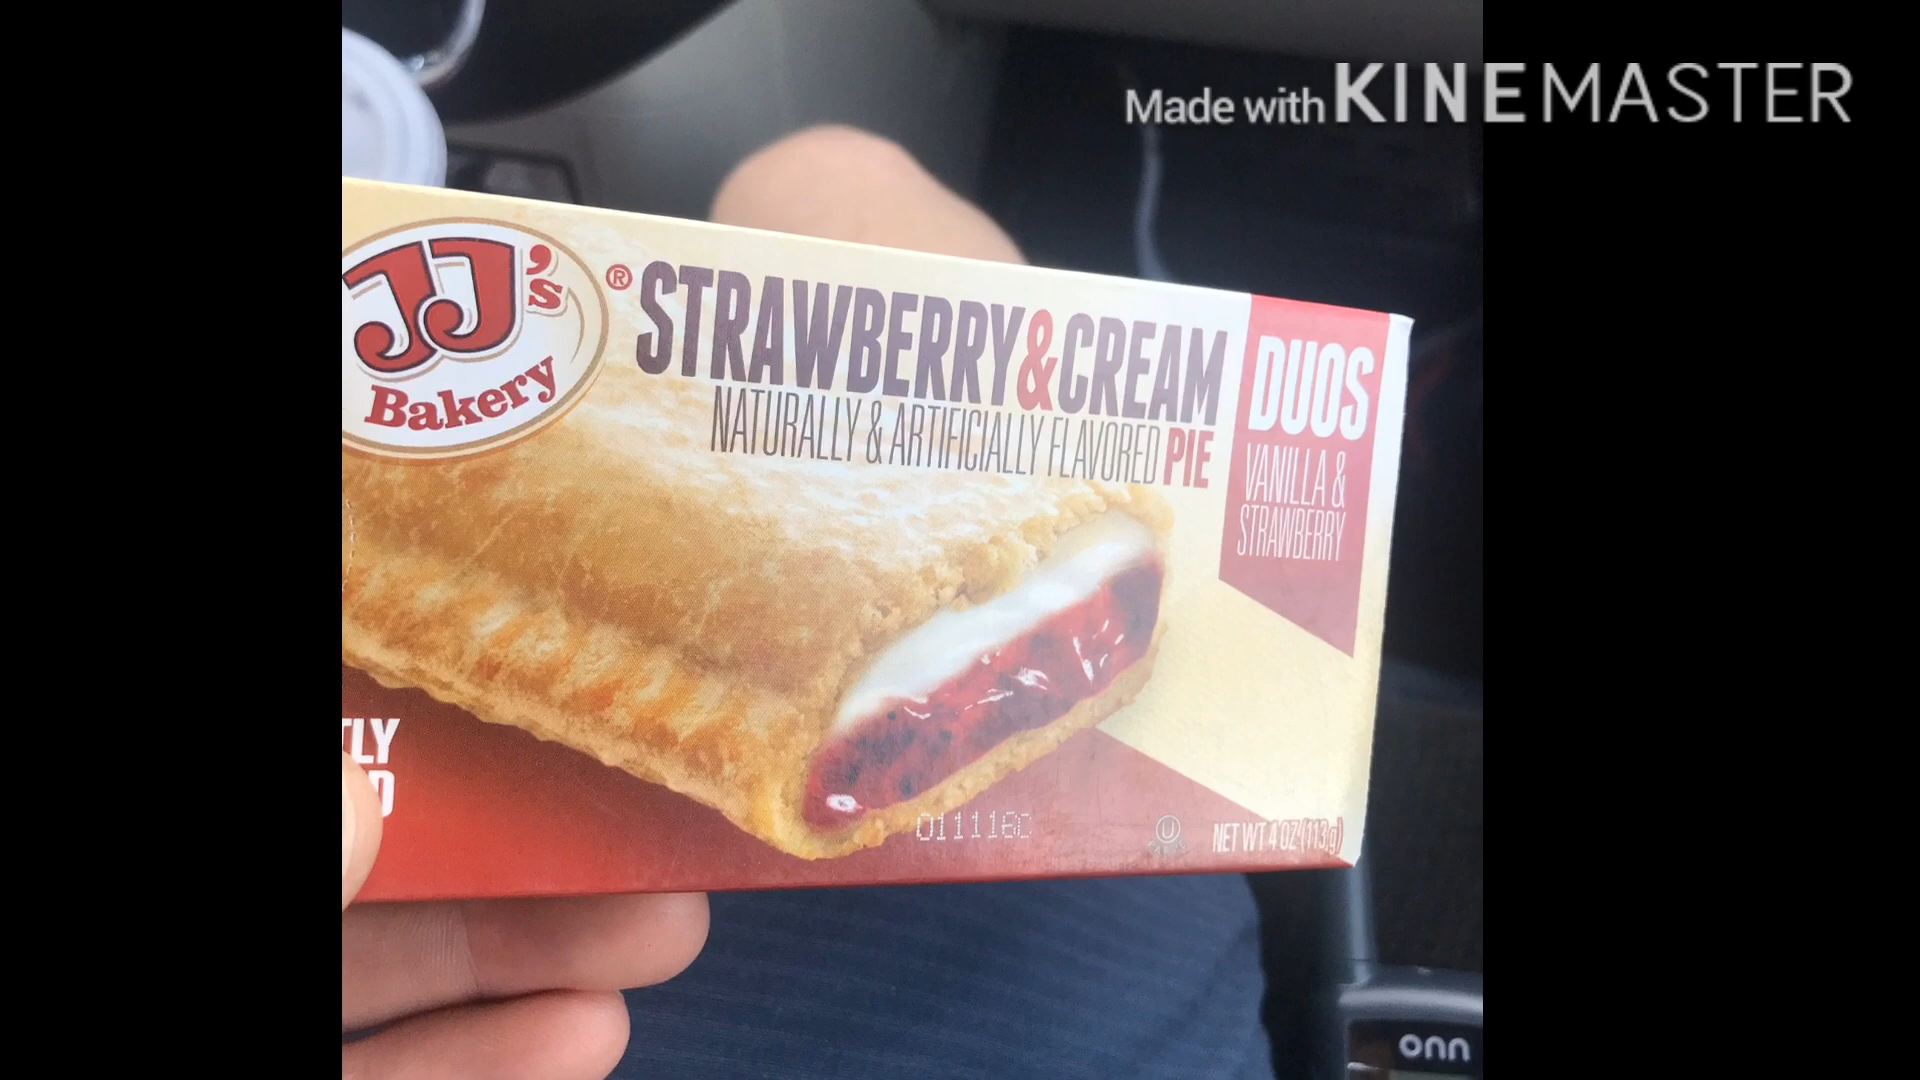 Made with KINEMASTER
JJ's
Bakery
®
STRAWBERRY&CREAM
NATURALLY & ARTIFICIALLY FLAVORED PIE
DUOS
VANILLA &
STRAWBERRY
TLY
D
NET WT 4 OZ (113g)
U
onn